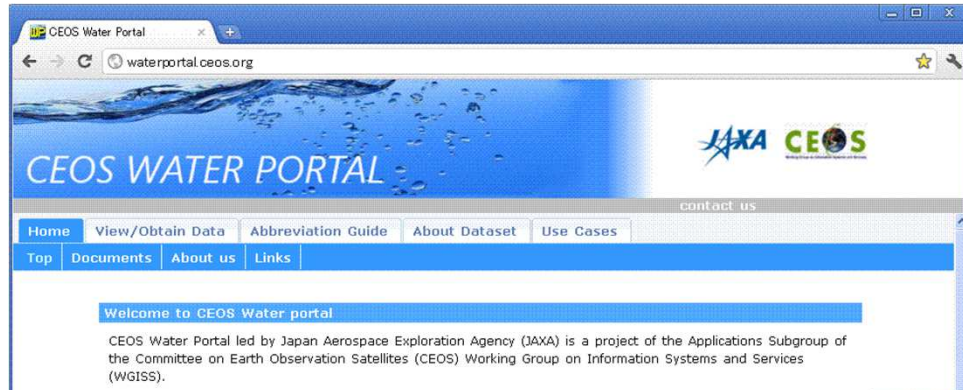 CEOS Water Portal
waterportal.ceos.org
JAXA CEOS
CEOS WATER PORTAL
contact us
Home View/Obtain Data Abbreviation Guide About Dataset Use Cases
Top Documents About us Links
Welcome to CEOS Water portal
CEOS Water Portal led by Japan Aerospace Exploration Agency (JAXA) is a project of the Applications Subgroup of
the Committee on Earth Observation Satellites (CEOS) Working Group on Information Systems and Services
(WGISS).